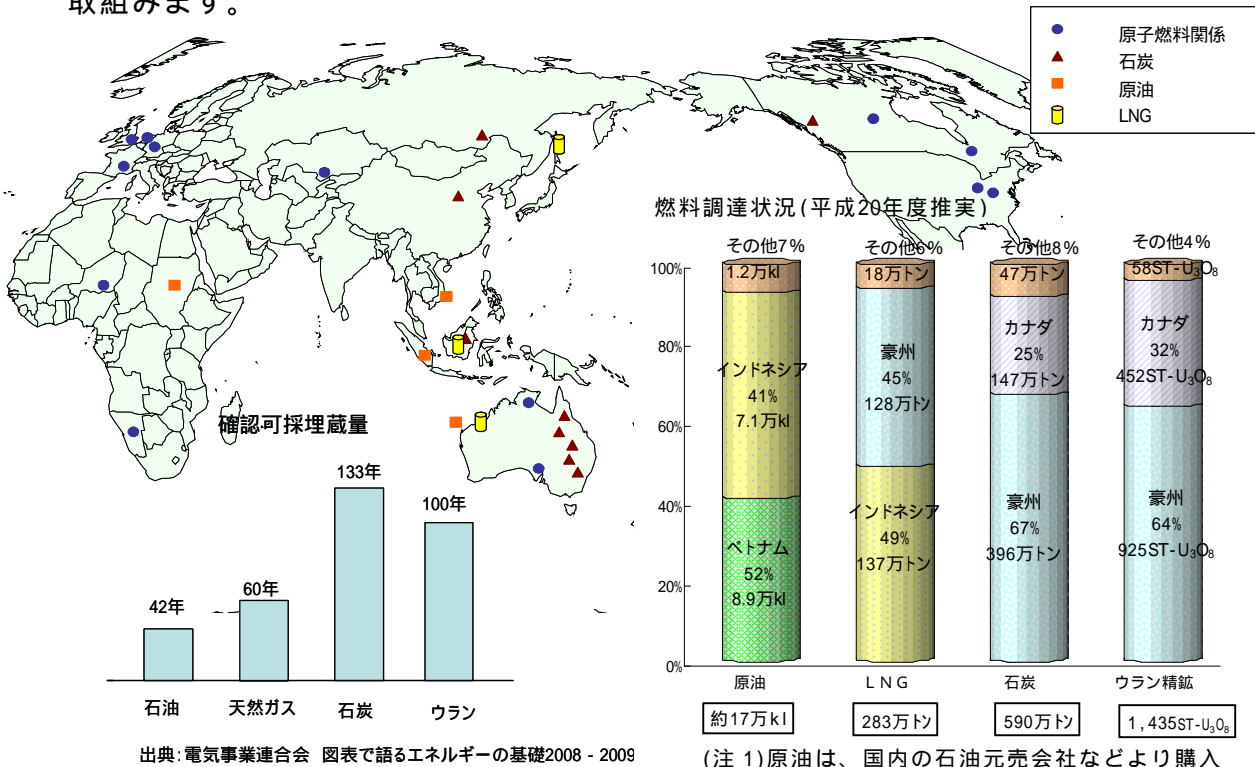 取組みます。
原子燃料関係
石炭
原油
LNG
燃料調達状況(平成20年度推実)
その他7%
その他6%
その他8%
その他4%
1.2万kl
18万トン
47万トン
58ST-U₃O₈
100%
80%
60%
40%
20%
0%
インドネシア
41%
7.1万kl
ベトナム
52%
8.9万kl
豪州
45%
128万トン
インドネシア
49%
137万トン
カナダ
25%
147万トン
豪州
67%
396万トン
カナダ
32%
452ST-U₃O₈
豪州
64%
925ST-U₃O₈
原油
LNG
石炭
ウラン精鉱
約17万kl
283万トン
590万トン
1,435ST-U₃O₈
(注1)原油は、国内の石油元売会社などより購入
確認可採埋蔵量
42年
60年
133年
100年
石油
天然ガス
石炭
ウラン
出典:電気事業連合会 図表で語るエネルギーの基礎2008-2009